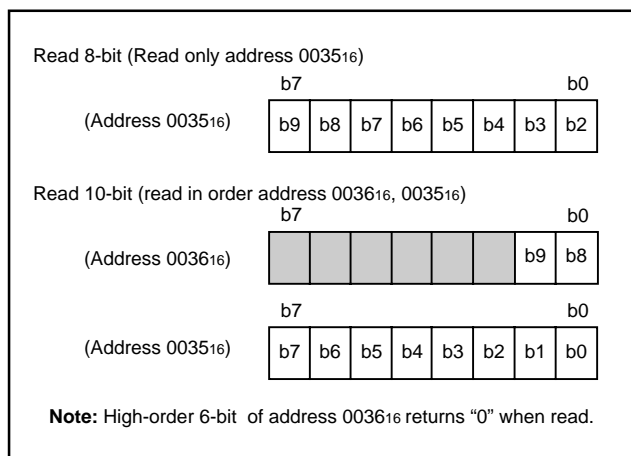 Read 8-bit (Read only address 0035₁₆)
b7 b0
(Address 0035₁₆) b9 b8 b7 b6 b5 b4 b3 b2
Read 10-bit (read in order address 0036₁₆, 0035₁₆)
b7 b0
(Address 0036₁₆) b9 b8
b7 b0
(Address 0035₁₆) b7 b6 b5 b4 b3 b2 b1 b0
Note: High-order 6-bit of address 0036₁₆ returns “0” when read.